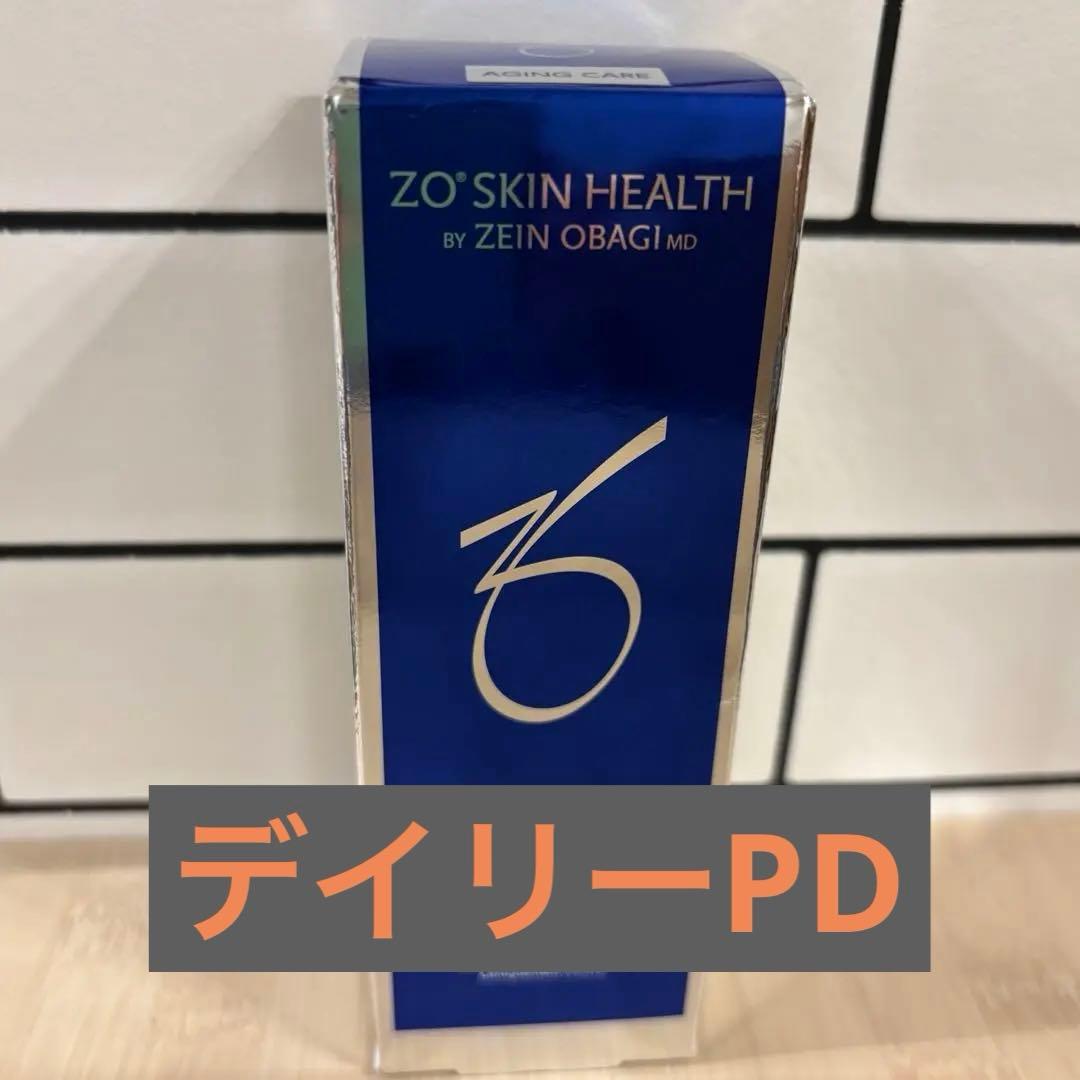 AGING CARE
ZO® SKIN HEALTH
BY ZEIN OBAGI MD
デイリーPD